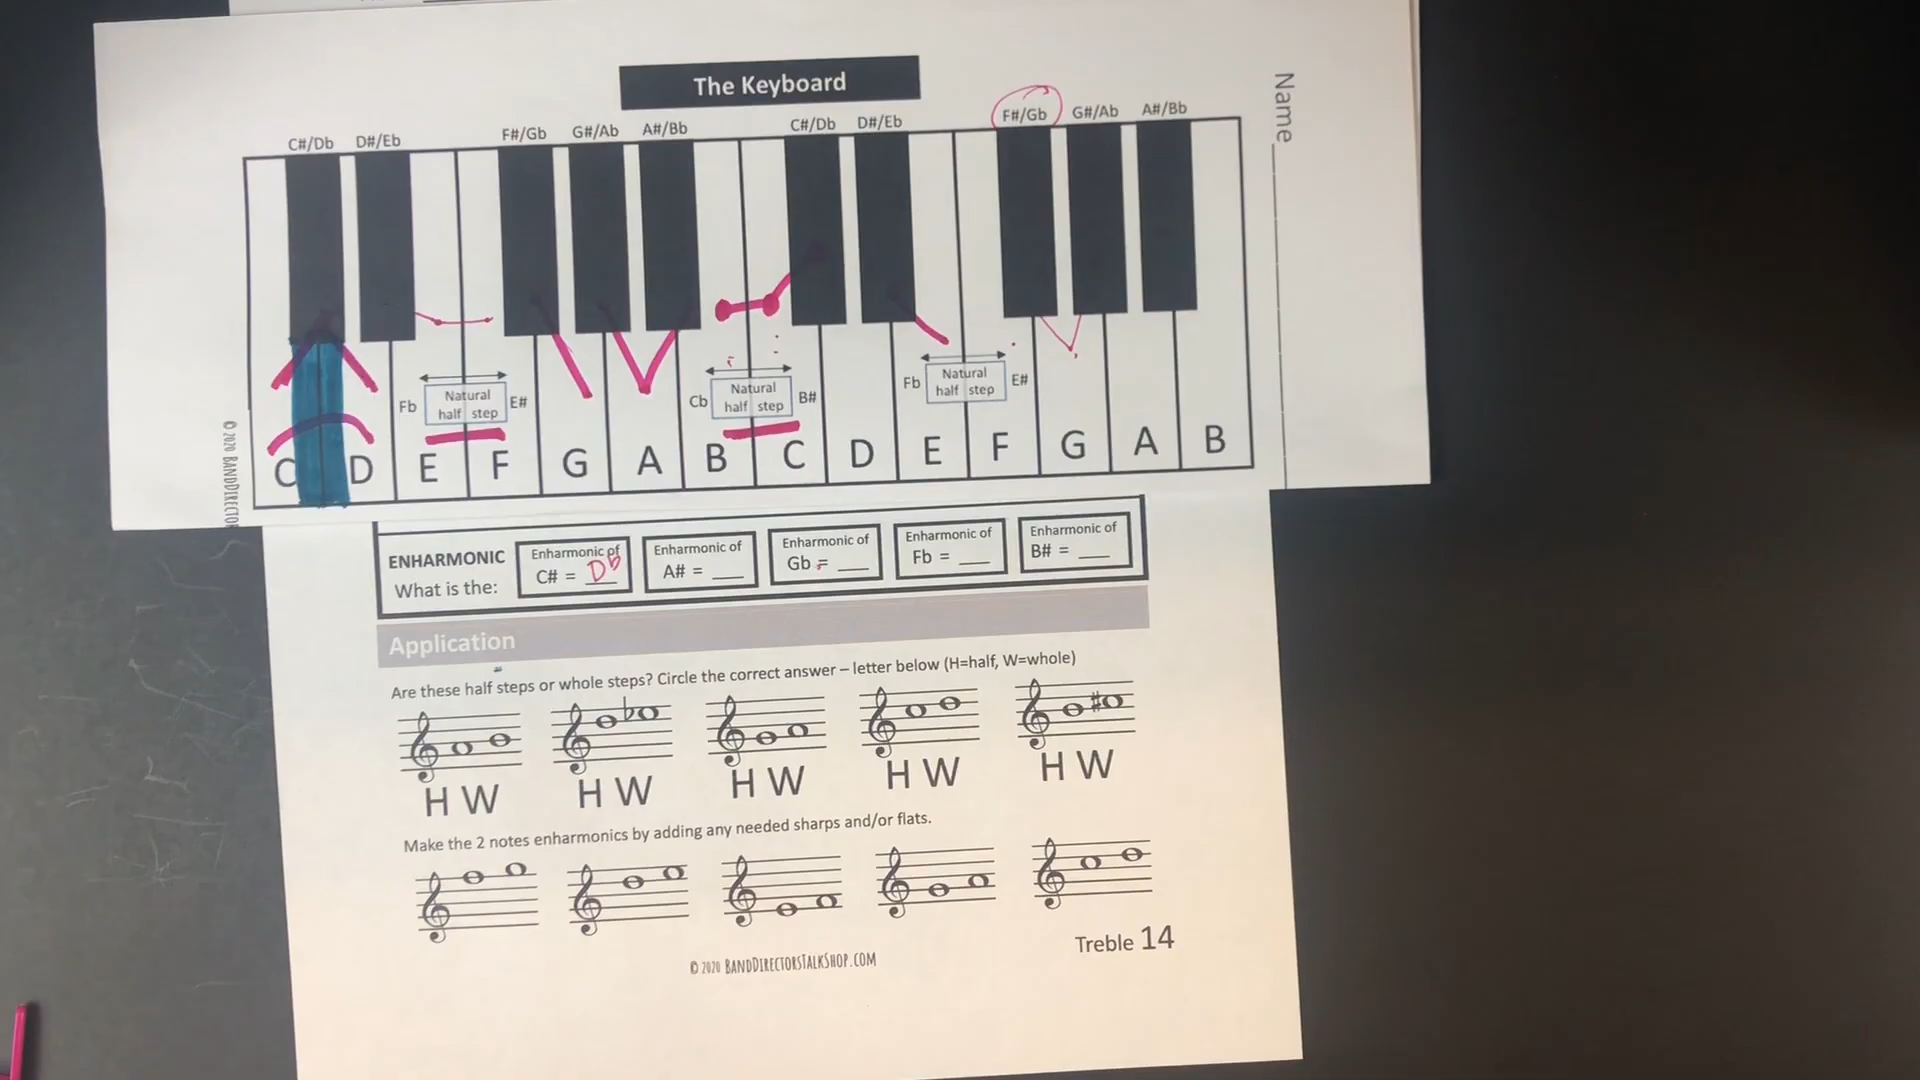 The Keyboard
Name
C#/Db D#/Eb F#/Gb G#/Ab A#/Bb C#/Db D#/Eb F#/Gb G#/Ab A#/Bb
Fb Natural half step E# Cb Natural half step B# Fb Natural half step E#
C D E F G A B C D E F G A B
© 2020 BANDDIRECTO
ENHARMONIC
What is the:
Enharmonic of
C# = Db
Enharmonic of
A# = ___
Enharmonic of
Gb = ___
Enharmonic of
Fb = ___
Enharmonic of
B# = ___
Application
Are these half steps or whole steps? Circle the correct answer – letter below (H=half, W=whole)
H W H W H W H W H W
Make the 2 notes enharmonics by adding any needed sharps and/or flats.
Treble 14
© 2020 BANDDIRECTORSTALKSHOP.COM